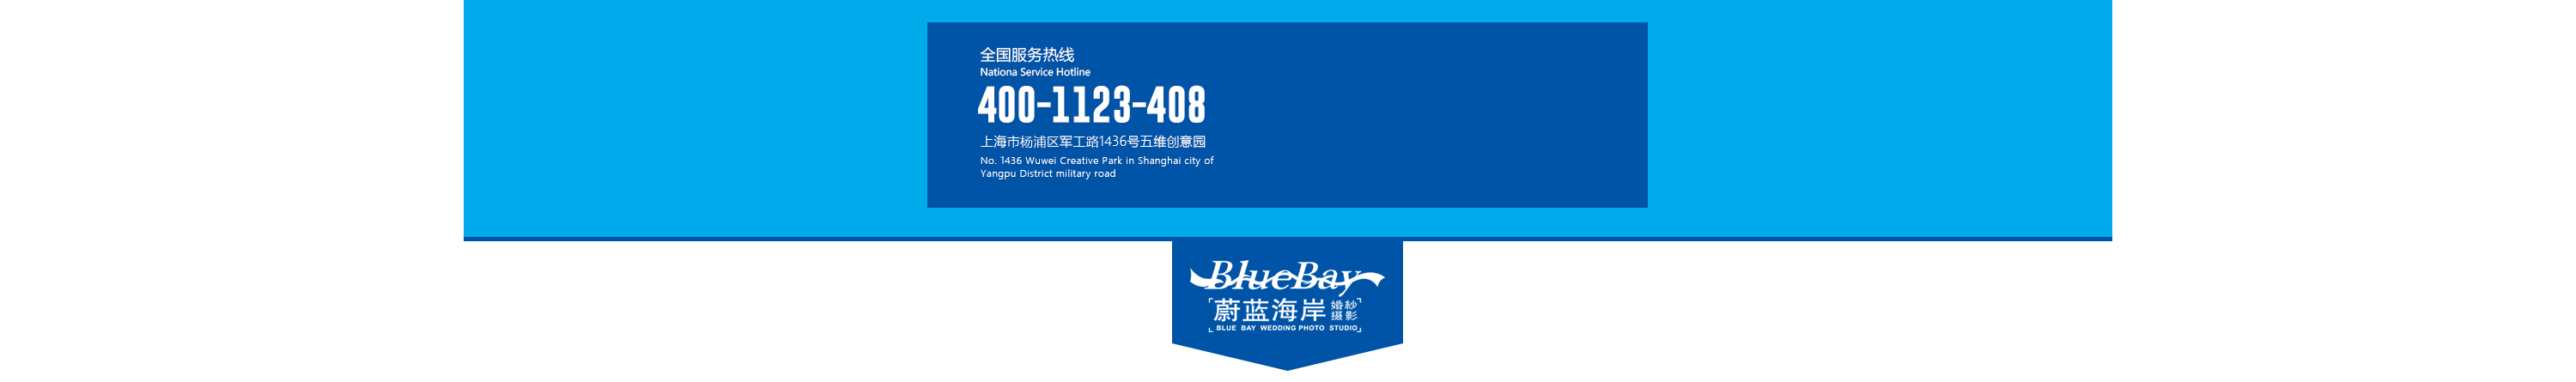 全国服务热线
Nationa Service Hotline
400-1123-408
上海市杨浦区军工路1436号五维创意园
No. 1436 Wuwei Creative Park in Shanghai city of
Yangpu District military road
BlueBay
蔚蓝海岸 婚紗
摄影
BLUE BAY WEDDING PHOTO STUDIO